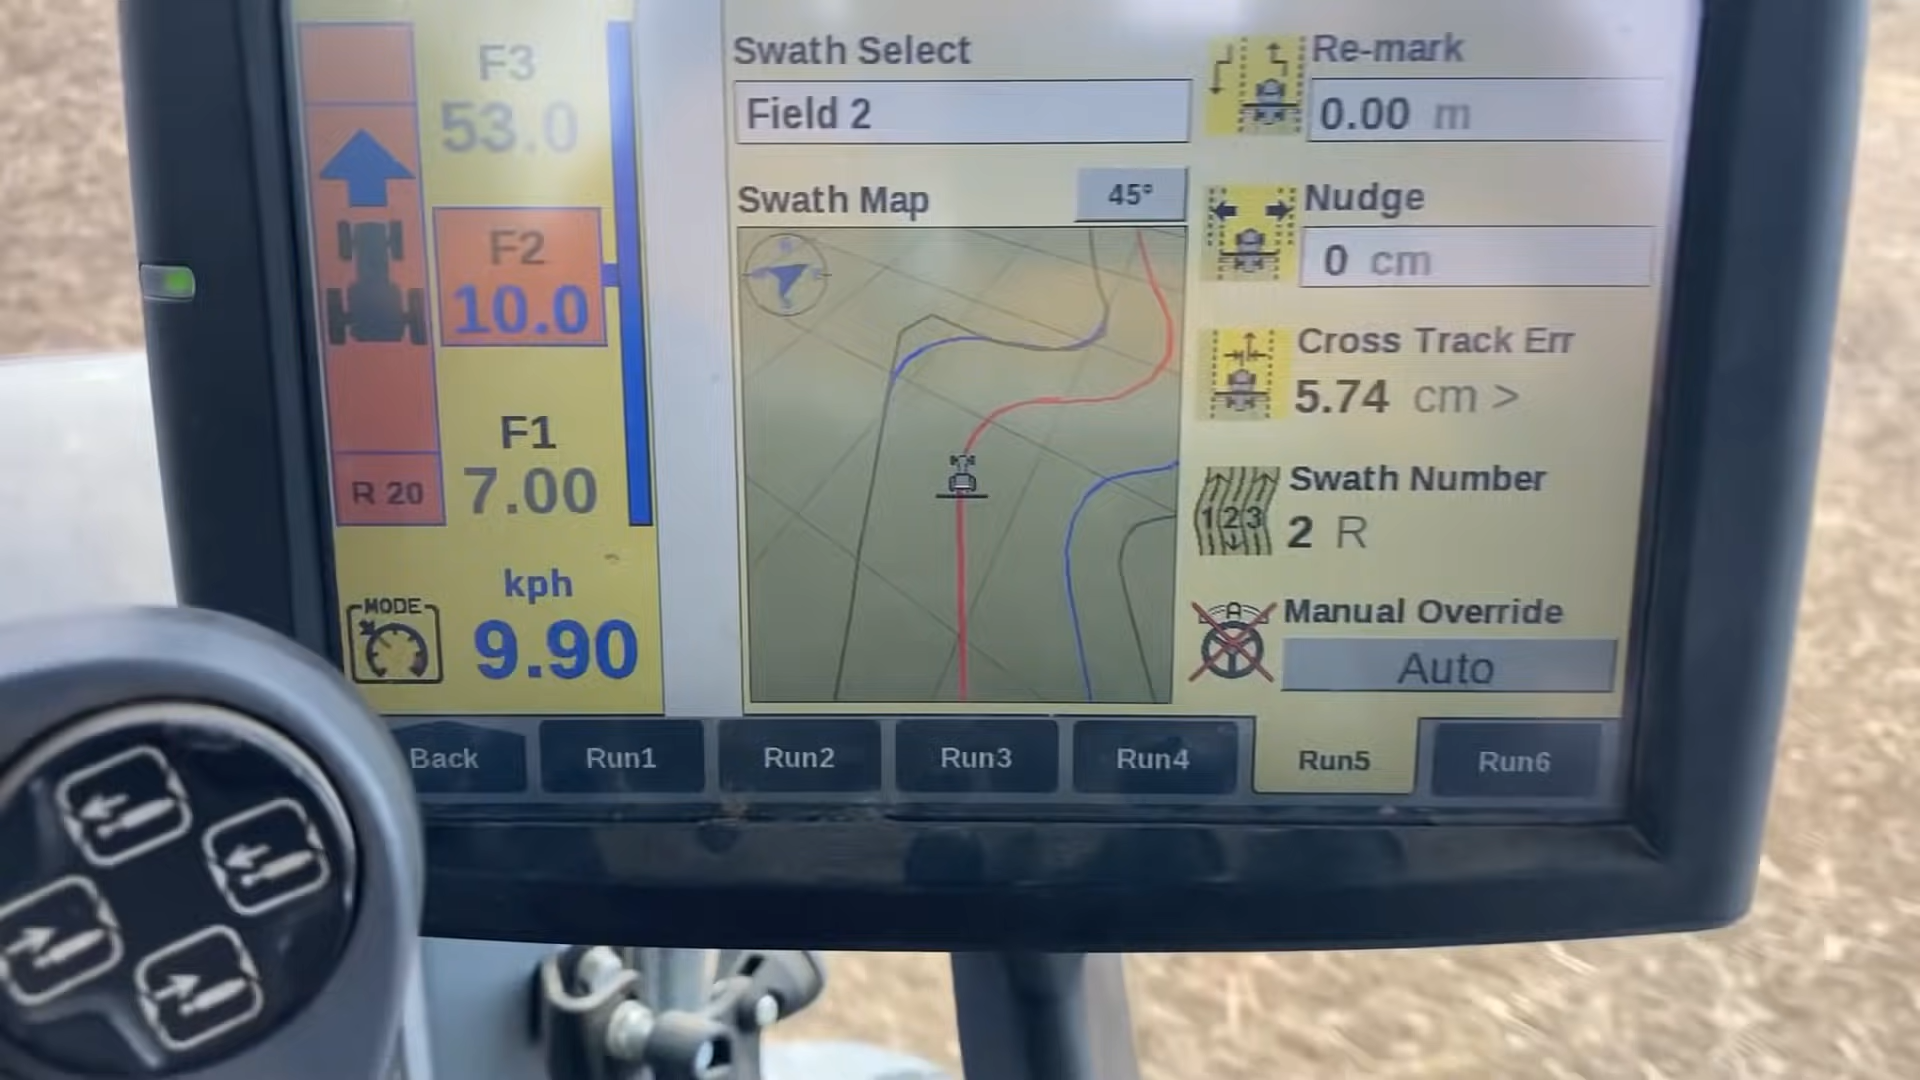 F3
53.0
F2
10.0
F1
7.00
R 20
MODE
kph
9.90
Swath Select
Field 2
Swath Map
45°
Re-mark
0.00 m
Nudge
0 cm
Cross Track Err
5.74 cm >
Swath Number
123
2 R
A
Manual Override
Auto
Back
Run1
Run2
Run3
Run4
Run5
Run6